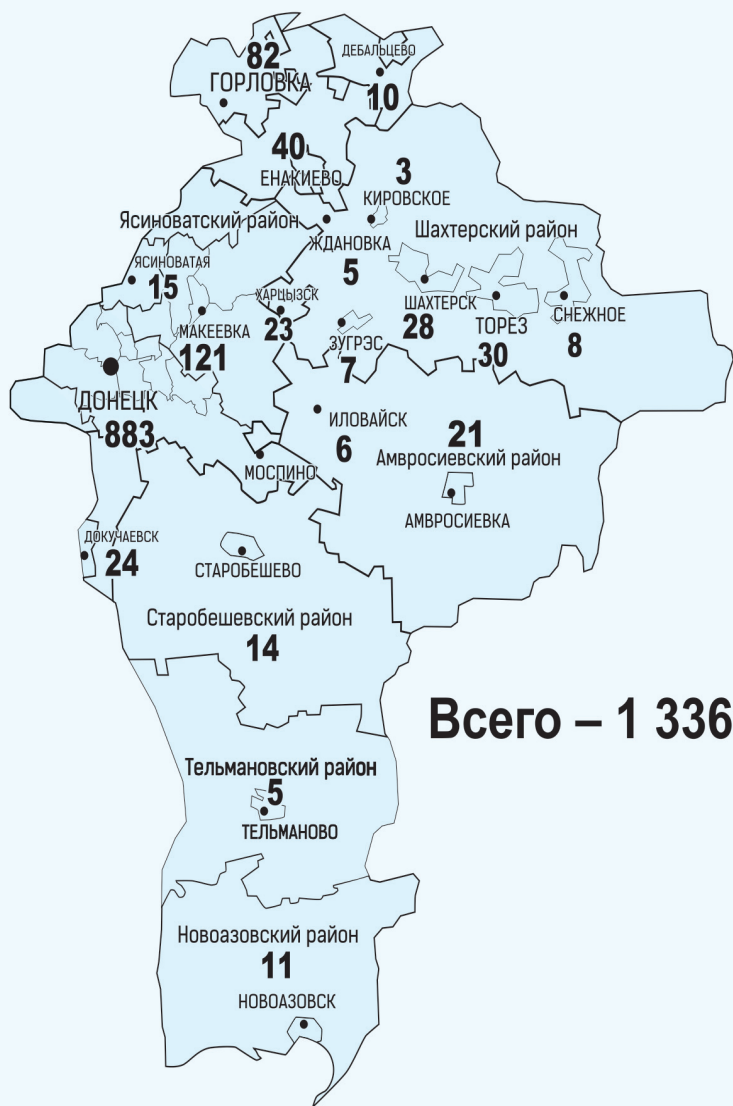 82
ГОРЛОВКА
ДЕБАЛЬЦЕВО
10
40
ЕНАКИЕВО
3
КИРОВСКОЕ
Ясиноватский район
ЖДАНОВКА
5
Шахтерский район
ЯСИНОВАТАЯ
15
МАКЕЕВКА
121
ХАРЦЫЗСК
23
ЗУГРЭС
7
ШАХТЕРСК
28
ТОРЕЗ
30
СНЕЖНОЕ
8
ДОНЕЦК
883
МОСПИНО
ИЛОВАЙСК
6
21
Амвросиевский район
АМВРОСИЕВКА
ДОКУЧАЕВСК
24
СТАРОБЕШЕВО
Старобешевский район
14
Всего – 1 336
Тельмановский район
5
ТЕЛЬМАНОВО
Новоазовский район
11
НОВОАЗОВСК